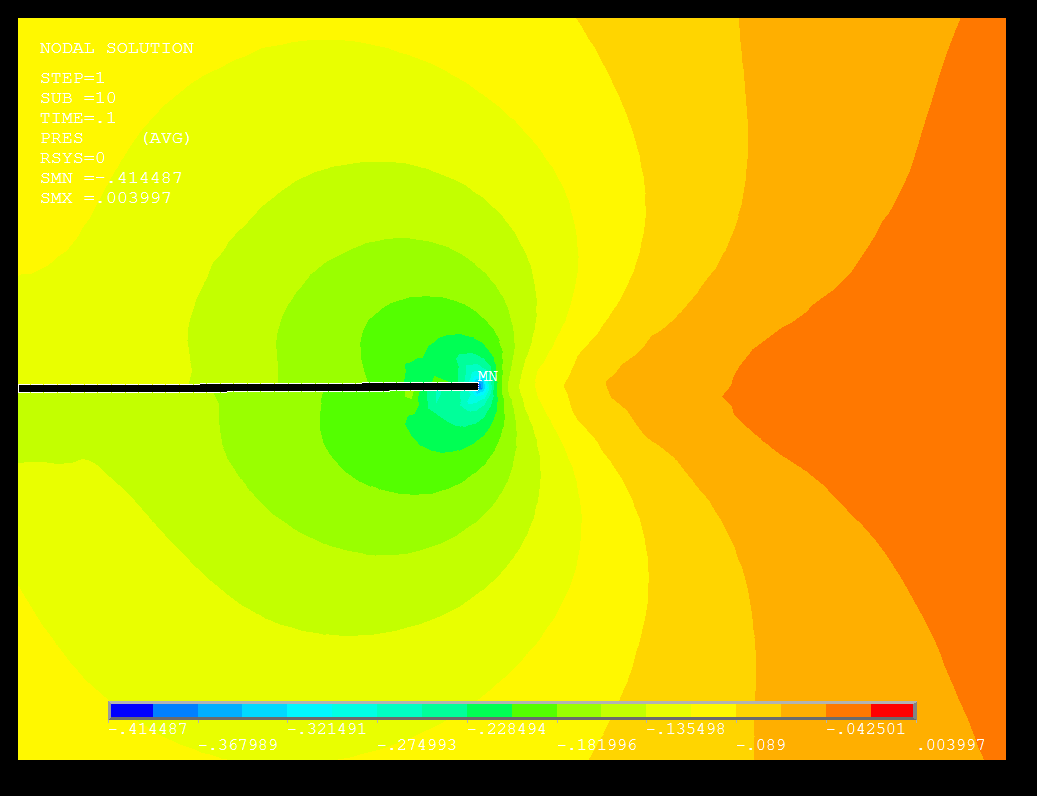 NODAL SOLUTION
STEP=1
SUB =10
TIME=.1
PRES (AVG)
RSYS=0
SMN =-.414487
SMX =.003997
MN
-.414487 -.321491 -.228494 -.135498 -.042501
-.367989 -.274993 -.181996 -.089 .003997